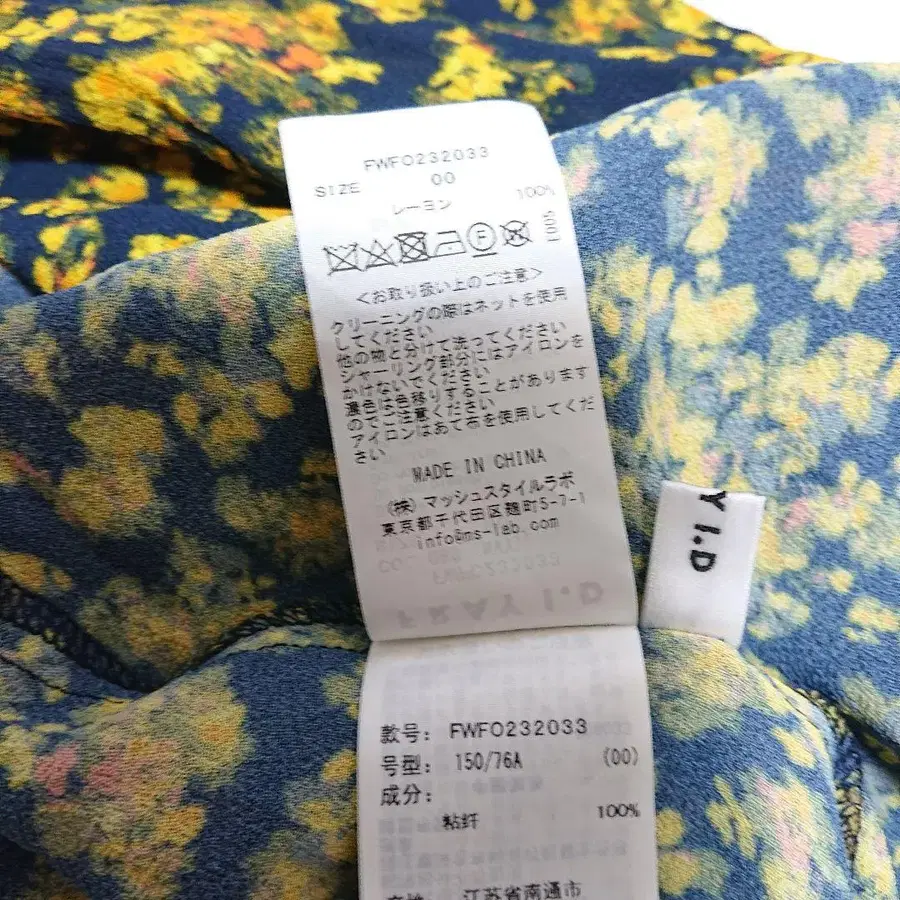 FWFO232033
SIZE 00
レーヨン 100%
F
<お取り扱い上のご注意>
クリーニングの際はネットを使用
してください
他の物と分けて洗ってください
シャーリング部分にはアイロンを
かけないでください
濃色は色移りすることがあります
のでご注意ください
アイロンはあて布を使用してくだ
さい
MADE IN CHINA
(株)マッシュスタイルラボ
東京都千代田区麹町5-7-1
info@ms-lab.com
Y I.D
款号: FWFO232033
号型: 150/76A (00)
成分:
粘纤 100%
产地: 江苏省南通市